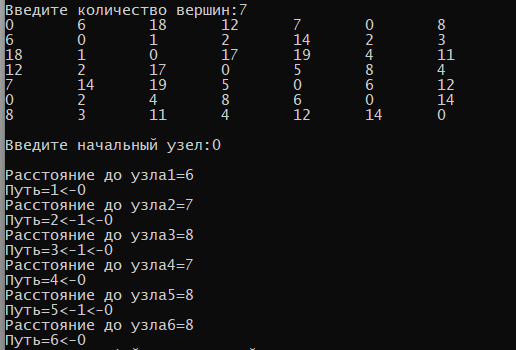 Введите количество вершин:7
0 6 18 12 7 0 8
6 0 1 2 14 2 3
18 1 0 17 19 4 11
12 2 17 0 5 8 4
7 14 19 5 0 6 12
0 2 4 8 6 0 14
8 3 11 4 12 14 0
Введите начальный узел:0
Расстояние до узла1=6
Путь=1<-0
Расстояние до узла2=7
Путь=2<-1<-0
Расстояние до узла3=8
Путь=3<-1<-0
Расстояние до узла4=7
Путь=4<-0
Расстояние до узла5=8
Путь=5<-1<-0
Расстояние до узла6=8
Путь=6<-0